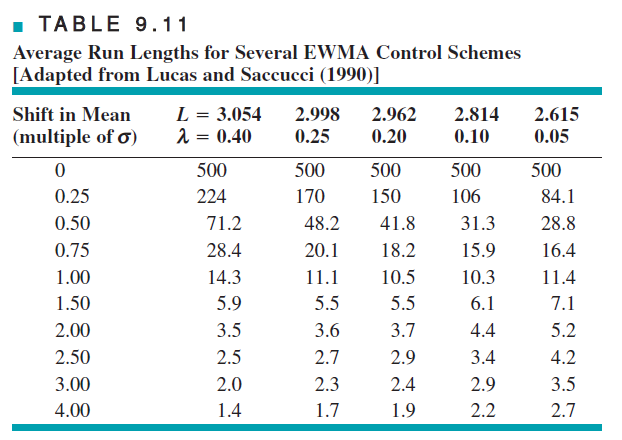 ■ TABLE 9.11
Average Run Lengths for Several EWMA Control Schemes
[Adapted from Lucas and Saccucci (1990)]
Shift in Mean L = 3.054 2.998 2.962 2.814 2.615
(multiple of σ) λ = 0.40 0.25 0.20 0.10 0.05
0 500 500 500 500 500
0.25 224 170 150 106 84.1
0.50 71.2 48.2 41.8 31.3 28.8
0.75 28.4 20.1 18.2 15.9 16.4
1.00 14.3 11.1 10.5 10.3 11.4
1.50 5.9 5.5 5.5 6.1 7.1
2.00 3.5 3.6 3.7 4.4 5.2
2.50 2.5 2.7 2.9 3.4 4.2
3.00 2.0 2.3 2.4 2.9 3.5
4.00 1.4 1.7 1.9 2.2 2.7